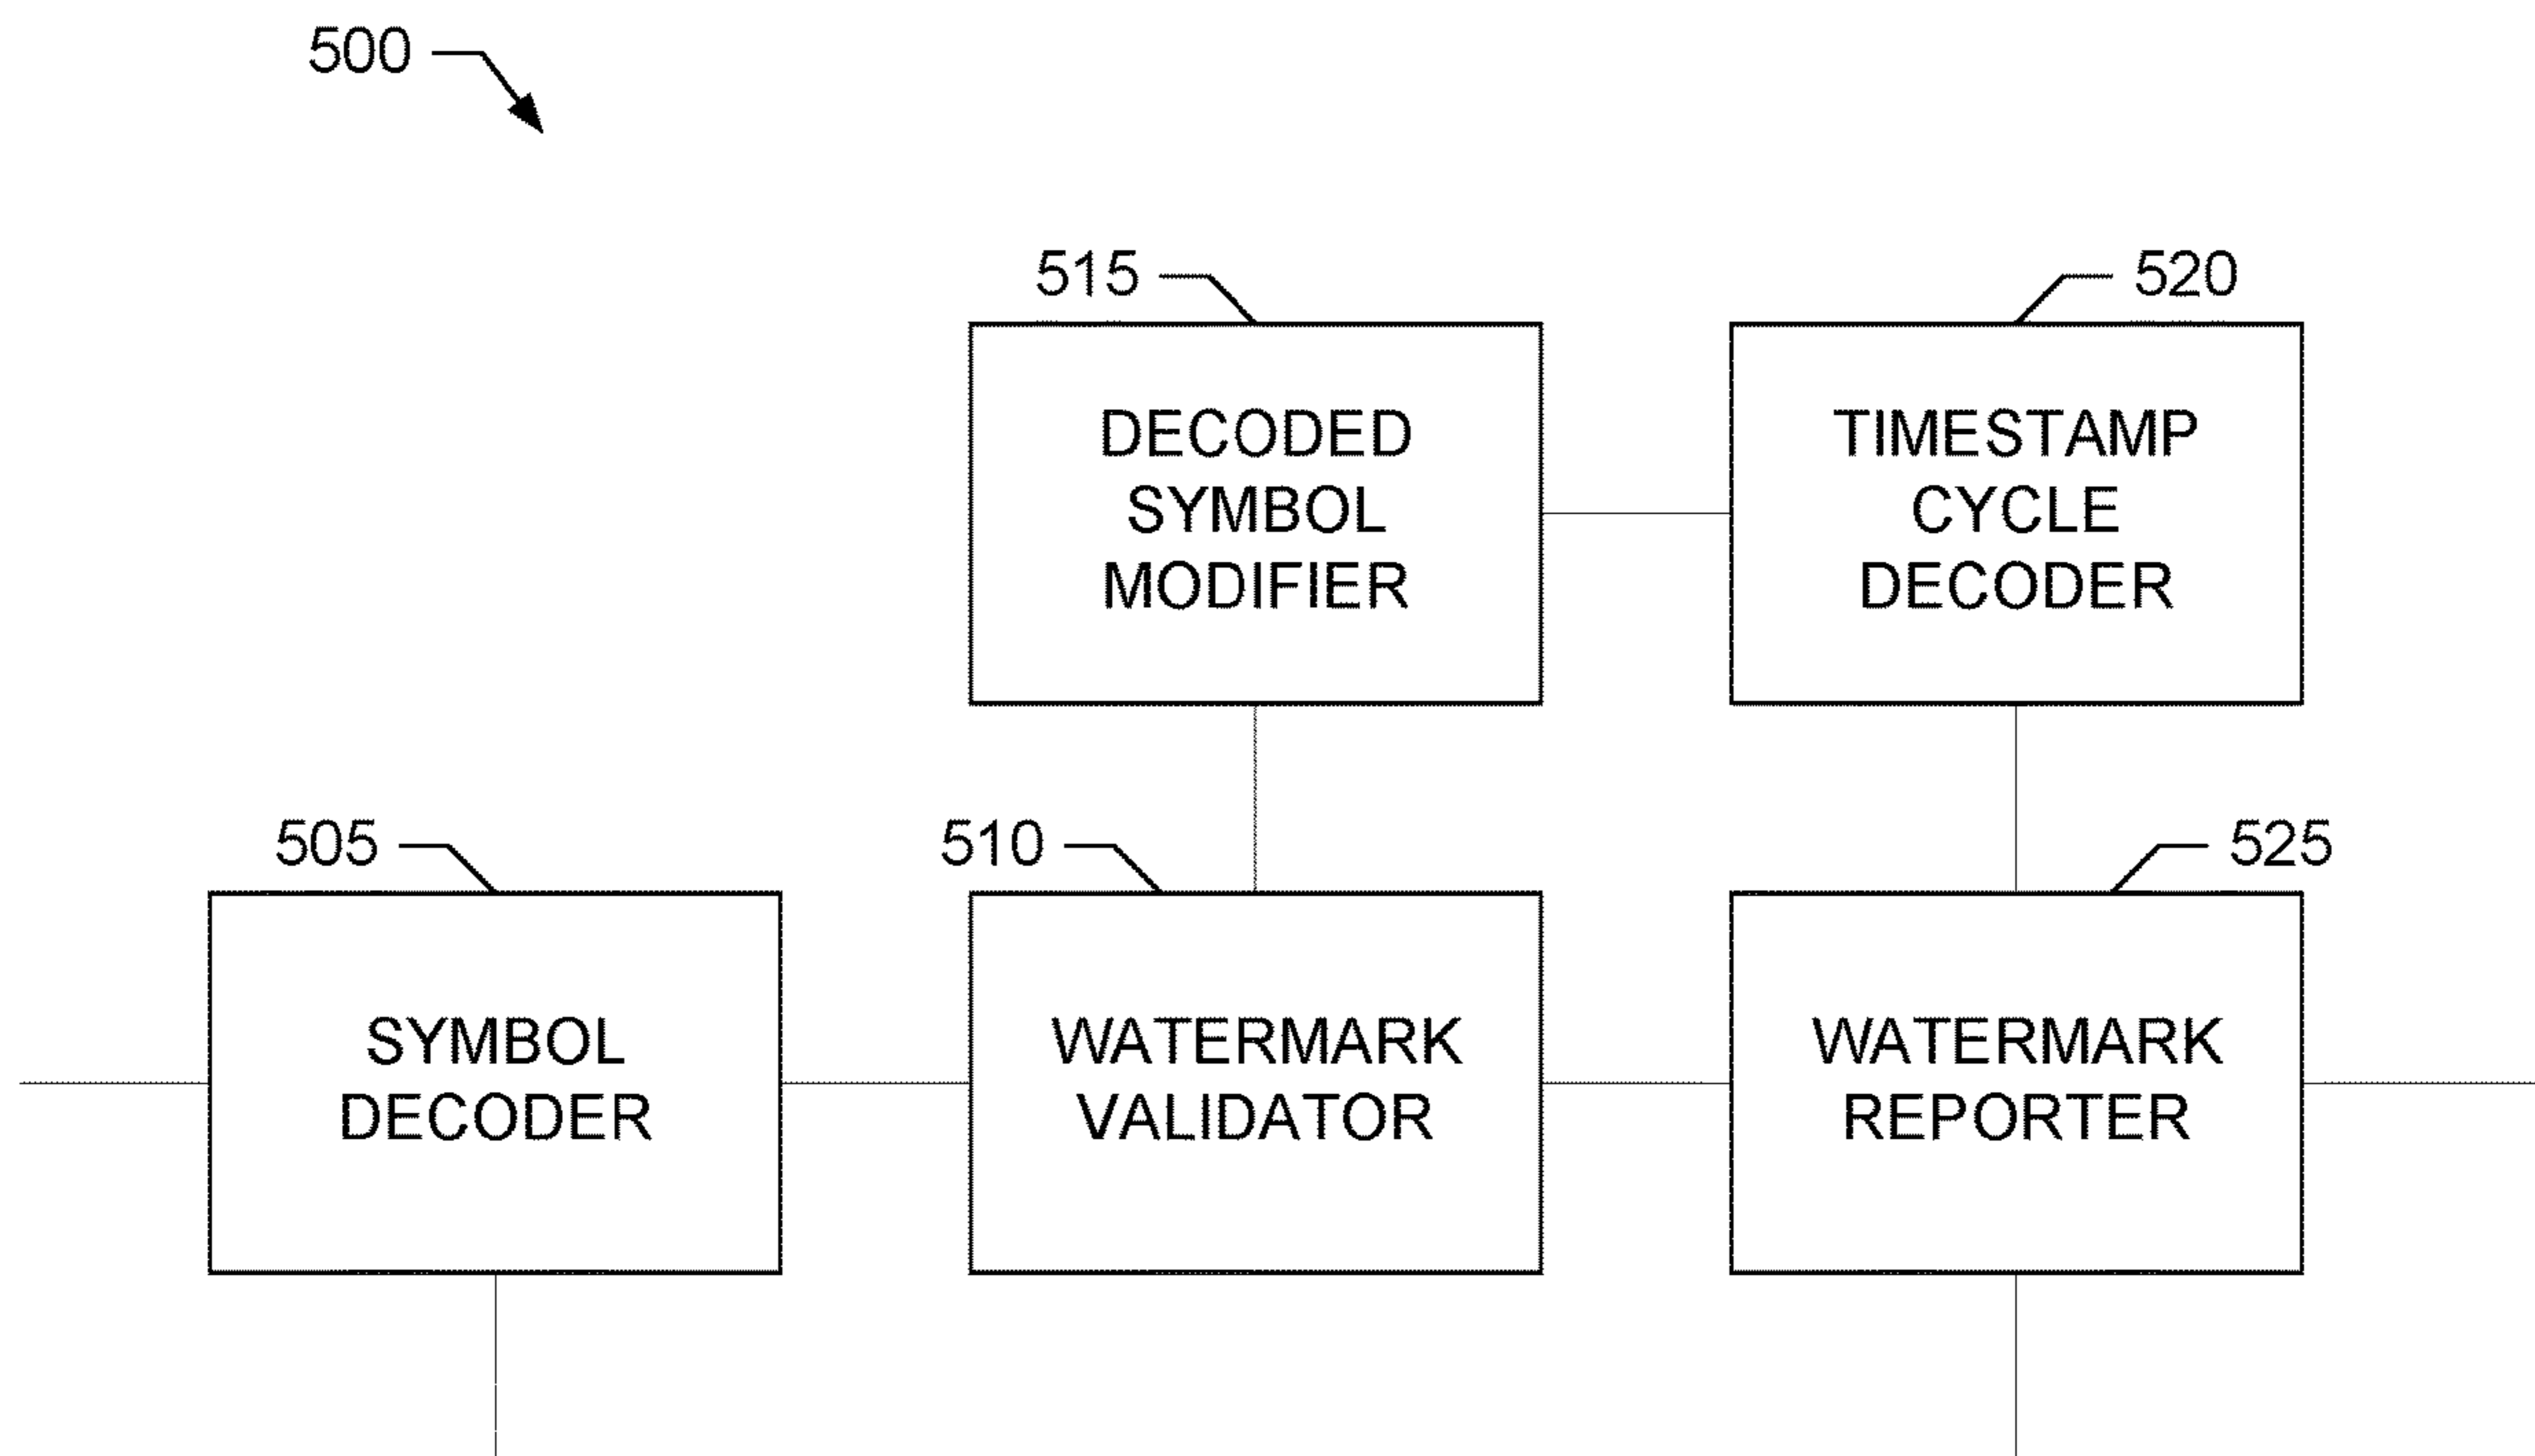 500
515
520
DECODED
SYMBOL
MODIFIER
TIMESTAMP
CYCLE
DECODER
505
510
525
SYMBOL
DECODER
WATERMARK
VALIDATOR
WATERMARK
REPORTER